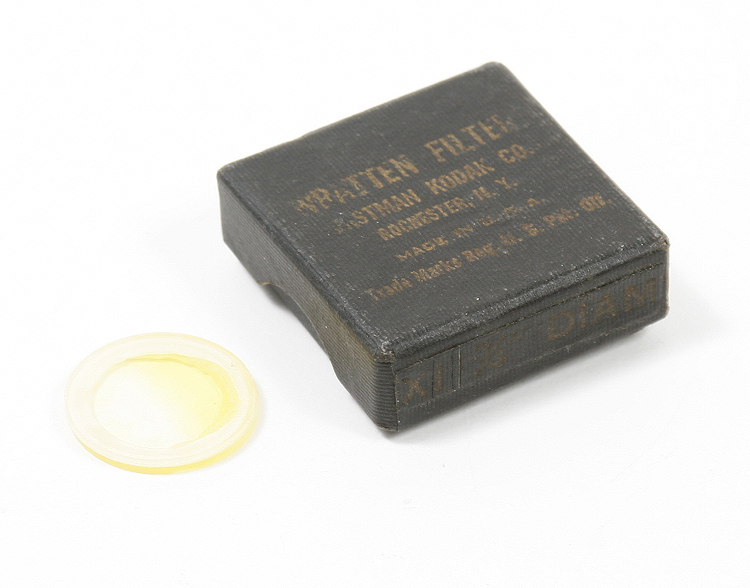 WRATTEN FILTER
EASTMAN KODAK CO.
ROCHESTER, N. Y.
MADE IN U.S.A.
Trade Marks Reg. U. S. Pat. Off.
DIAM